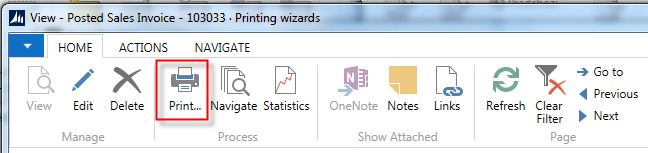 View - Posted Sales Invoice - 103033 · Printing wizards
HOME ACTIONS NAVIGATE
View Edit Delete Print... Navigate Statistics OneNote Notes Links Refresh Clear Filter Go to
Previous
Next
Manage Process Show Attached Page